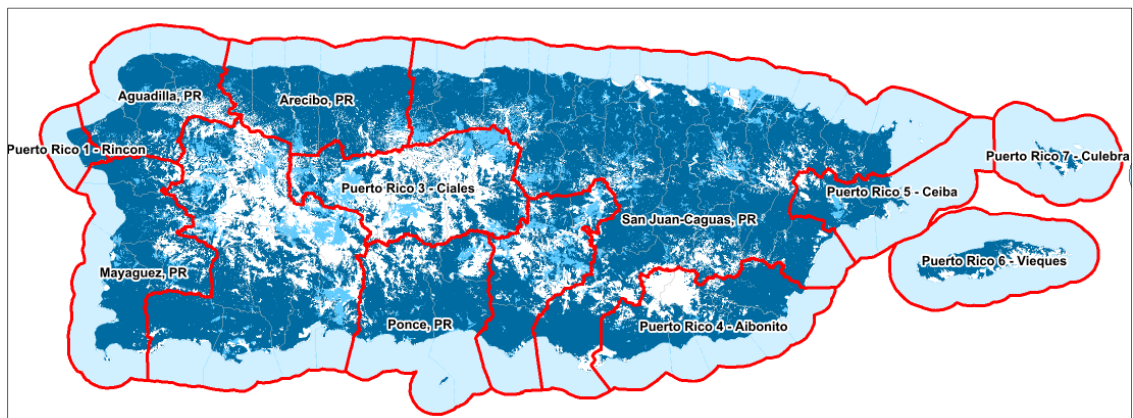 Aguadilla, PR
Arecibo, PR
Puerto Rico 1 - Rincon
Puerto Rico 7 - Culebra
Puerto Rico 3 - Ciales
Puerto Rico 5 - Ceiba
San Juan-Caguas, PR
Puerto Rico 6 - Vieques
Mayaguez, PR
Ponce, PR
Puerto Rico 4 - Aibonito